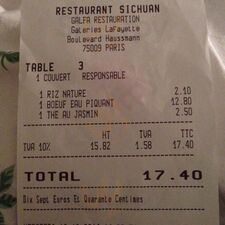 RESTAURANT SICHUAN
GALFA RESTAURATION
Galeries Lafayette
Boulevard Haussmann
75009 PARIS
TABLE 3
1 COUVERT RESPONSABLE
1 RIZ NATURE 2.10
1 BOEUF EAU PIQUANT 12.80
1 THE AU JASMIN 2.50
HT TVA TTC
TVA 10% 15.82 1.58 17.40
TOTAL 17.40
Dix Sept Euros Et Quarante Centimes